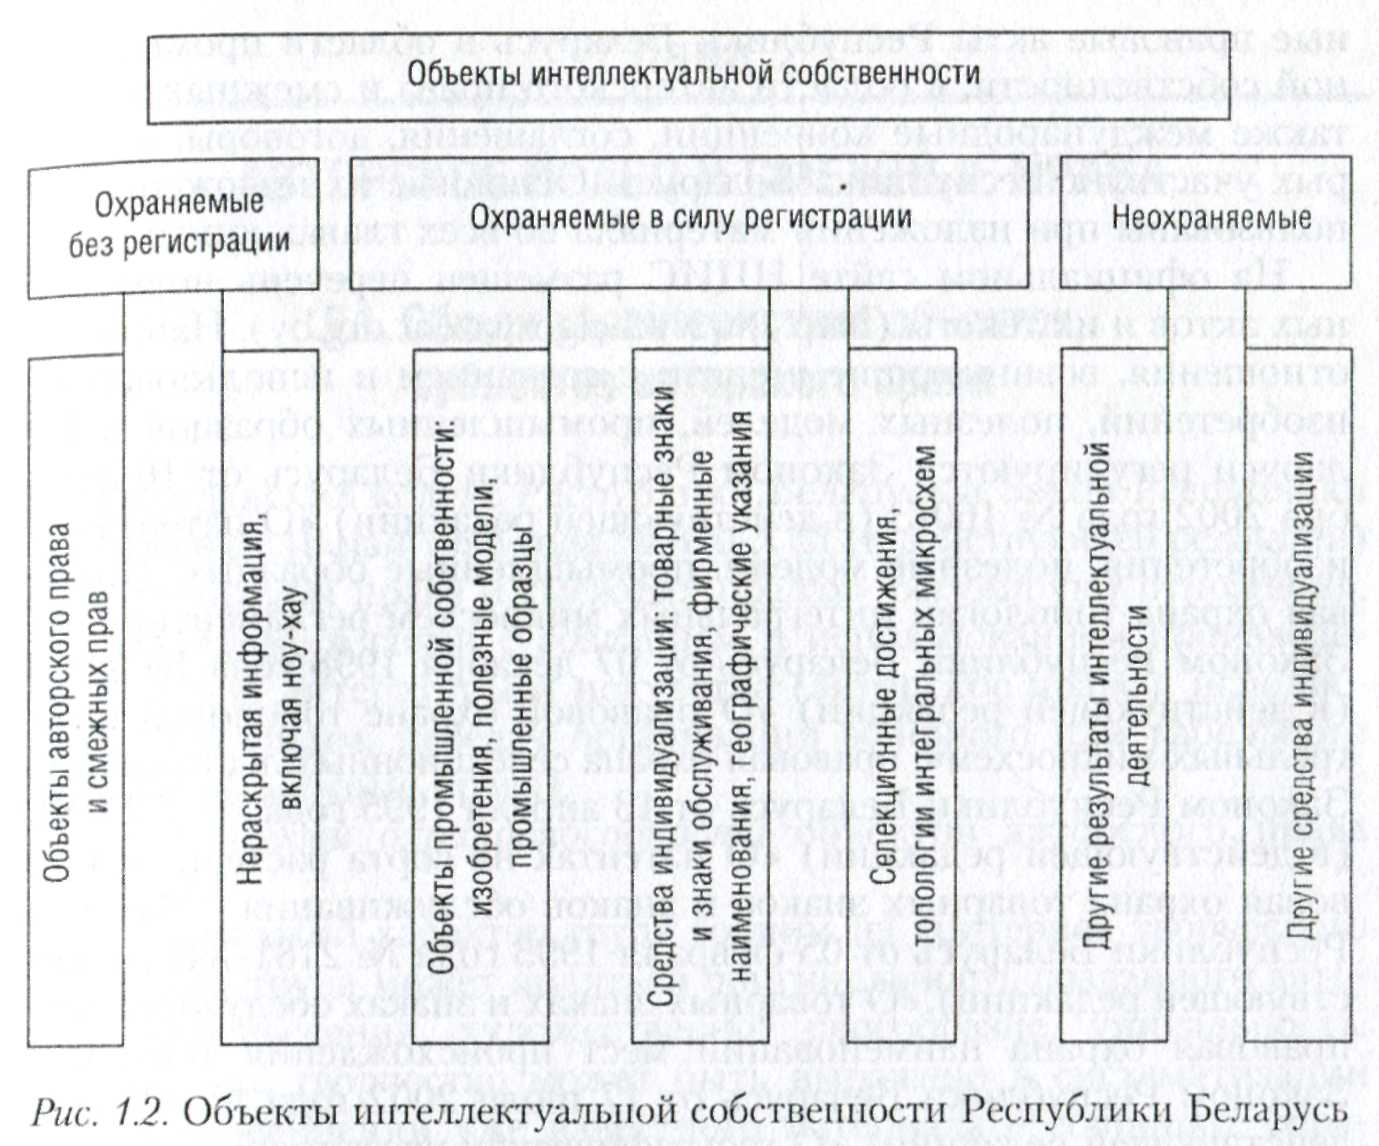 Объекты интеллектуальной собственности
Охраняемые
без регистрации
Охраняемые в силу регистрации
Неохраняемые
Объекты авторского права
и смежных прав
Нераскрытая информация,
включая ноу-хау
Объекты промышленной собственности:
изобретения, полезные модели,
промышленные образцы
Средства индивидуализации: товарные знаки
и знаки обслуживания, фирменные
наименования, географические указания
Селекционные достижения,
топологии интегральных микросхем
Другие результаты интеллектуальной
деятельности
Другие средства индивидуализации
Рис. 1.2. Объекты интеллектуальной собственности Республики Беларусь